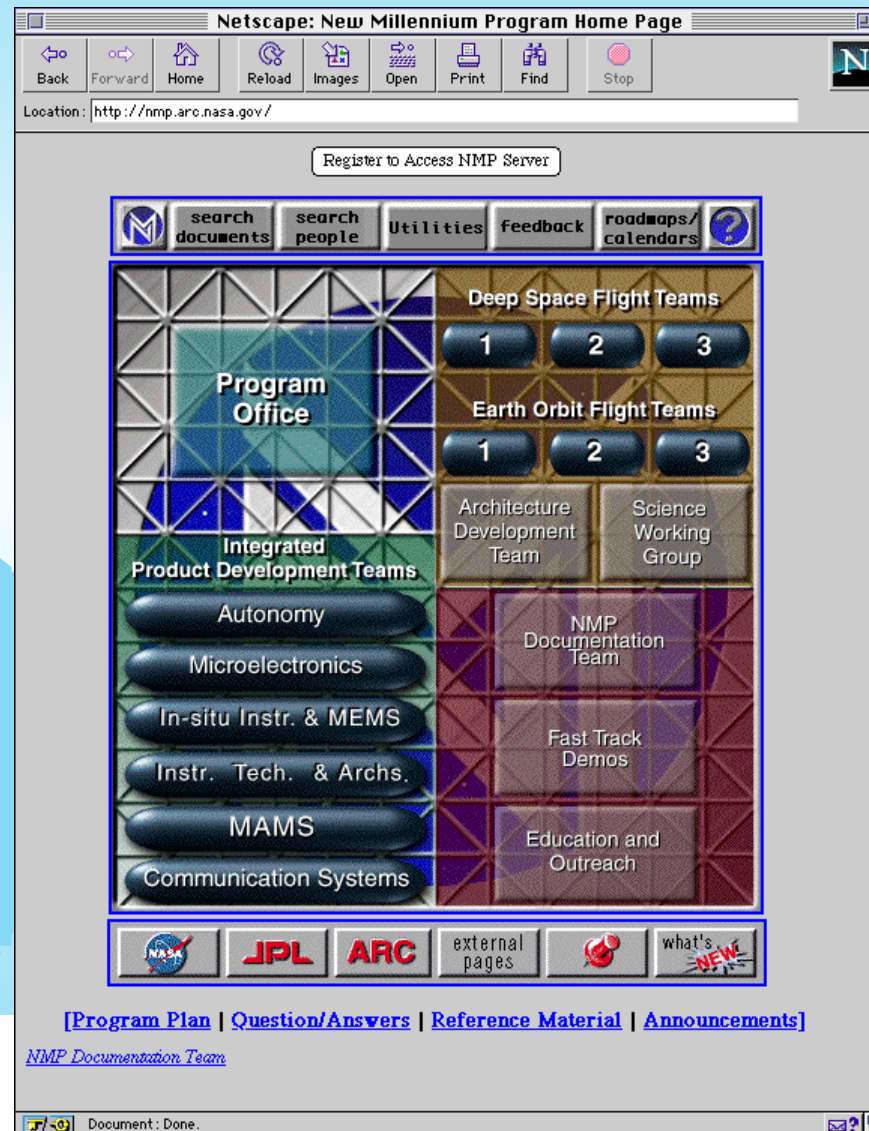 Netscape: New Millennium Program Home Page
Back Forward Home Reload Images Open Print Find Stop
N
Location: http://nmp.arc.nasa.gov/
Register to Access NMP Server
search documents
search people
Utilities
feedback
roadmaps/
calendars
?
Program
Office
Deep Space Flight Teams
1 2 3
Earth Orbit Flight Teams
1 2 3
Architecture
Development
Team
Science
Working
Group
Integrated
Product Development Teams
Autonomy
Microelectronics
In-situ Instr. & MEMS
Instr. Tech. & Archs.
MAMS
Communication Systems
NMP
Documentation
Team
Fast Track
Demos
Education and
Outreach
NASA
JPL
ARC
external
pages
what's
NEW
[Program Plan | Question/Answers | Reference Material | Announcements]
NMP Documentation Team
Document: Done.
?